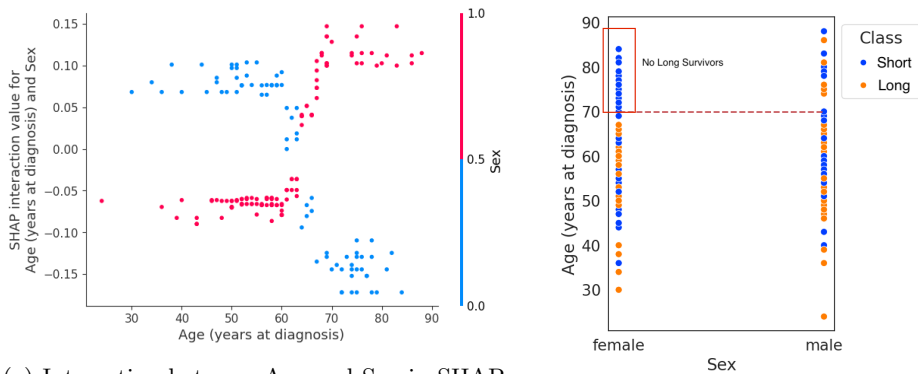 SHAP interaction value for
Age (years at diagnosis) and Sex
0.15
0.10
0.05
0.00
−0.05
−0.10
−0.15
30 40 50 60 70 80 90
Age (years at diagnosis)
1.0
0.5
0.0
Sex
Age (years at diagnosis)
90
80
70
60
50
40
30
No Long Survivors
female male
Sex
Class
Short
Long
(a) Interaction between Age and Sex in SHAP